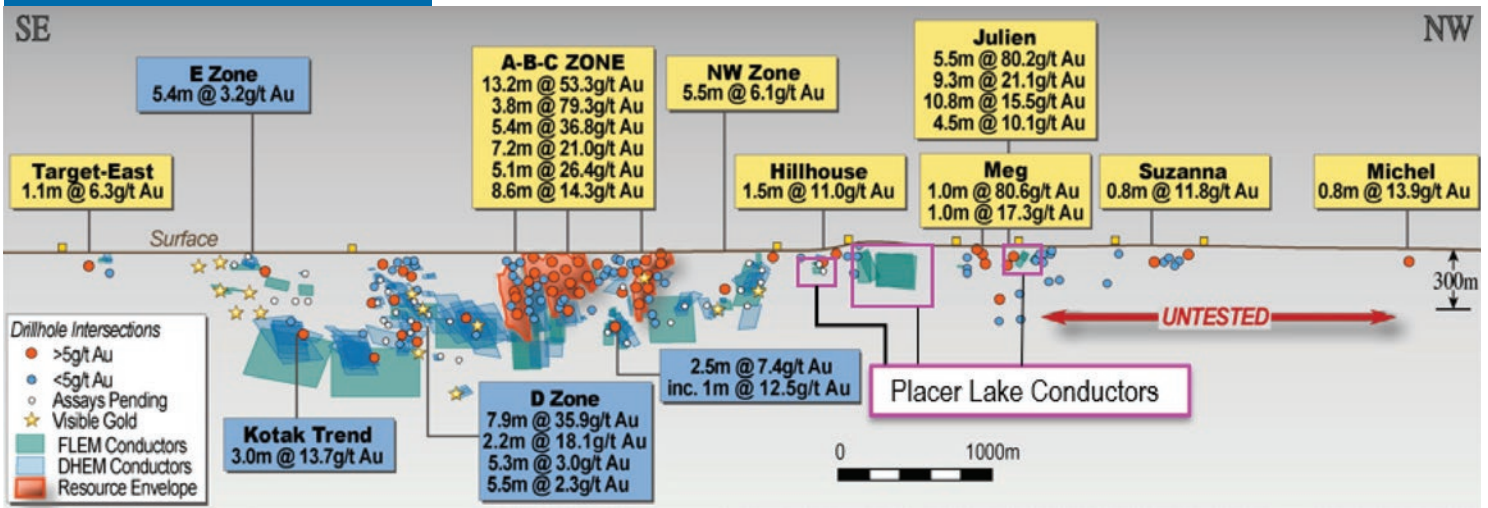 SE
NW
E Zone
5.4m @ 3.2g/t Au
A-B-C ZONE
13.2m @ 53.3g/t Au
3.8m @ 79.3g/t Au
5.4m @ 36.8g/t Au
7.2m @ 21.0g/t Au
5.1m @ 26.4g/t Au
8.6m @ 14.3g/t Au
NW Zone
5.5m @ 6.1g/t Au
Julien
5.5m @ 80.2g/t Au
9.3m @ 21.1g/t Au
10.8m @ 15.5g/t Au
4.5m @ 10.1g/t Au
Target-East
1.1m @ 6.3g/t Au
Hillhouse
1.5m @ 11.0g/t Au
Meg
1.0m @ 80.6g/t Au
1.0m @ 17.3g/t Au
Suzanna
0.8m @ 11.8g/t Au
Michel
0.8m @ 13.9g/t Au
Surface
300m
UNTESTED
Drillhole Intersections
>5g/t Au
<5g/t Au
Assays Pending
Visible Gold
FLEM Conductors
DHEM Conductors
Resource Envelope
Kotak Trend
3.0m @ 13.7g/t Au
D Zone
7.9m @ 35.9g/t Au
2.2m @ 18.1g/t Au
5.3m @ 3.0g/t Au
5.5m @ 2.3g/t Au
2.5m @ 7.4g/t Au
inc. 1m @ 12.5g/t Au
Placer Lake Conductors
0
1000m